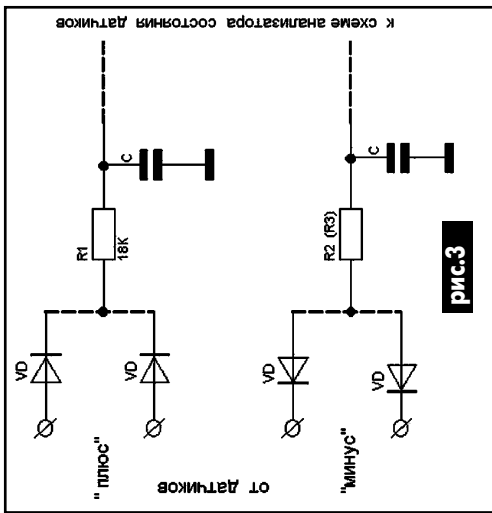 к схеме анализатора состояния датчиков
C
C
R1
18K
R2 (R3)
рис.3
VD
VD
VD
VD
"плюс"
"минус"
от датчиков